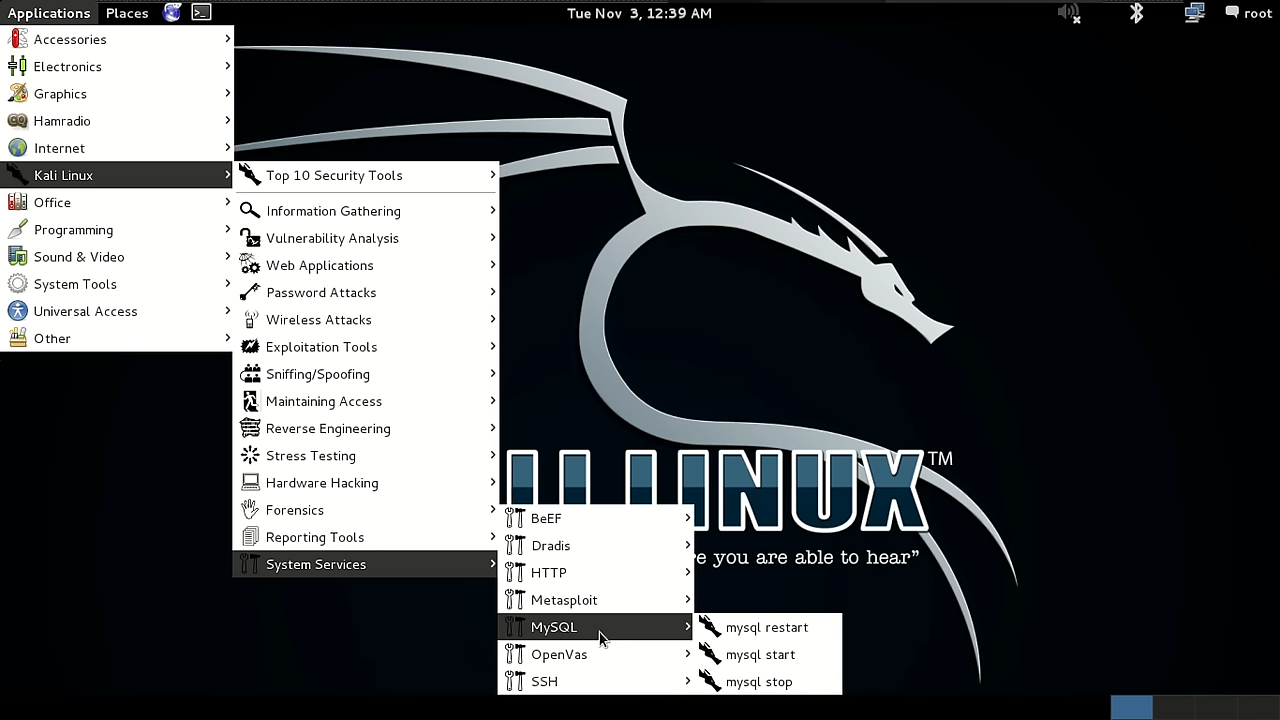 Applications Places Tue Nov 3, 12:39 AM root
Accessories
Electronics
Graphics
Hamradio
Internet
Kali Linux
Office
Programming
Sound & Video
System Tools
Universal Access
Other
Top 10 Security Tools
Information Gathering
Vulnerability Analysis
Web Applications
Password Attacks
Wireless Attacks
Exploitation Tools
Sniffing/Spoofing
Maintaining Access
Reverse Engineering
Stress Testing
Hardware Hacking
Forensics
Reporting Tools
System Services
BeEF
Dradis
HTTP
Metasploit
MySQL
OpenVas
SSH
mysql restart
mysql start
mysql stop
LINUX TM
you are able to hear”